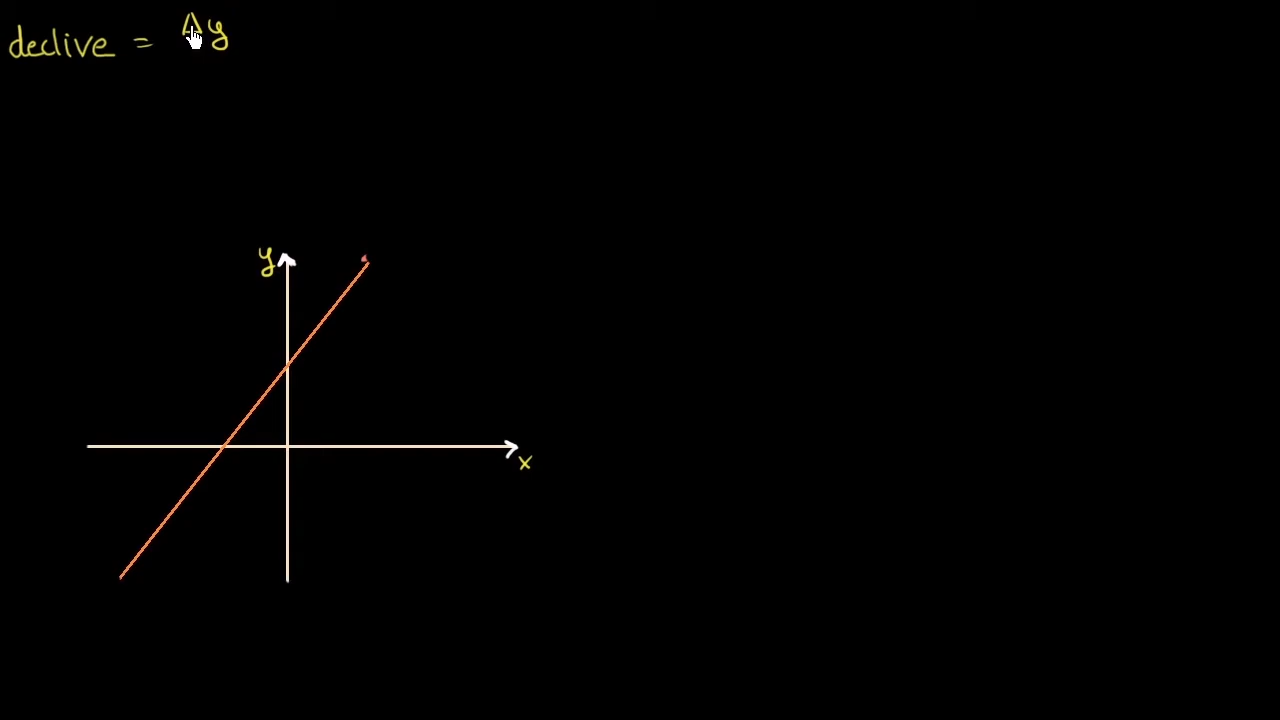 declive = Δy
y
x